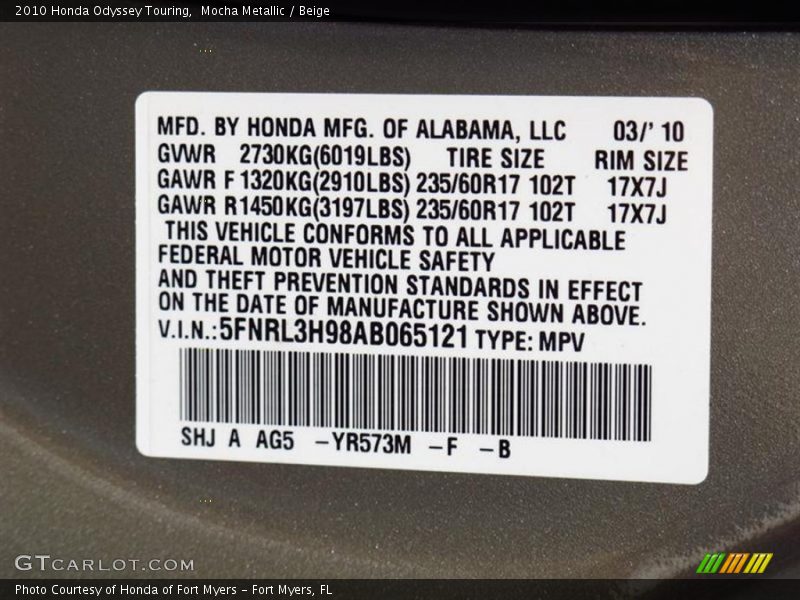 2010 Honda Odyssey Touring,  Mocha Metallic / Beige
MFD. BY HONDA MFG. OF ALABAMA, LLC 03/' 10
GVWR 2730KG(6019LBS) TIRE SIZE RIM SIZE
GAWR F 1320KG(2910LBS) 235/60R17 102T 17X7J
GAWR R1450KG(3197LBS) 235/60R17 102T 17X7J
THIS VEHICLE CONFORMS TO ALL APPLICABLE
FEDERAL MOTOR VEHICLE SAFETY
AND THEFT PREVENTION STANDARDS IN EFFECT
ON THE DATE OF MANUFACTURE SHOWN ABOVE.
V.I.N.:5FNRL3H98AB065121 TYPE: MPV
SHJ A AG5 –YR573M –F –B
GTCARLOT.COM
Photo Courtesy of Honda of Fort Myers – Fort Myers, FL